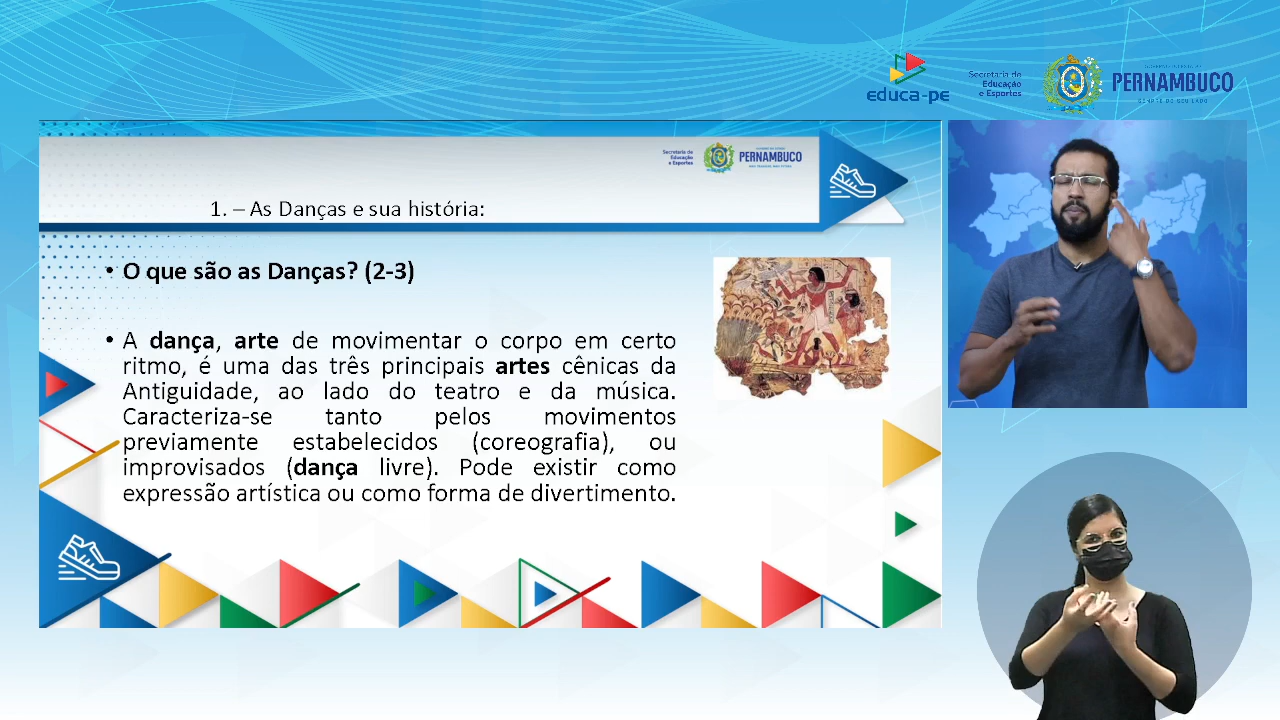 educa-pe
Secretaria de
Educação
e Esportes
PERNAMBUCO
Secretaria de
Educação
e Esportes
PERNAMBUCO
1. – As Danças e sua história:
• O que são as Danças? (2-3)
• A dança, arte de movimentar o corpo em certo
ritmo, é uma das três principais artes cênicas da
Antiguidade, ao lado do teatro e da música.
Caracteriza-se tanto pelos movimentos
previamente estabelecidos (coreografia), ou
improvisados (dança livre). Pode existir como
expressão artística ou como forma de divertimento.